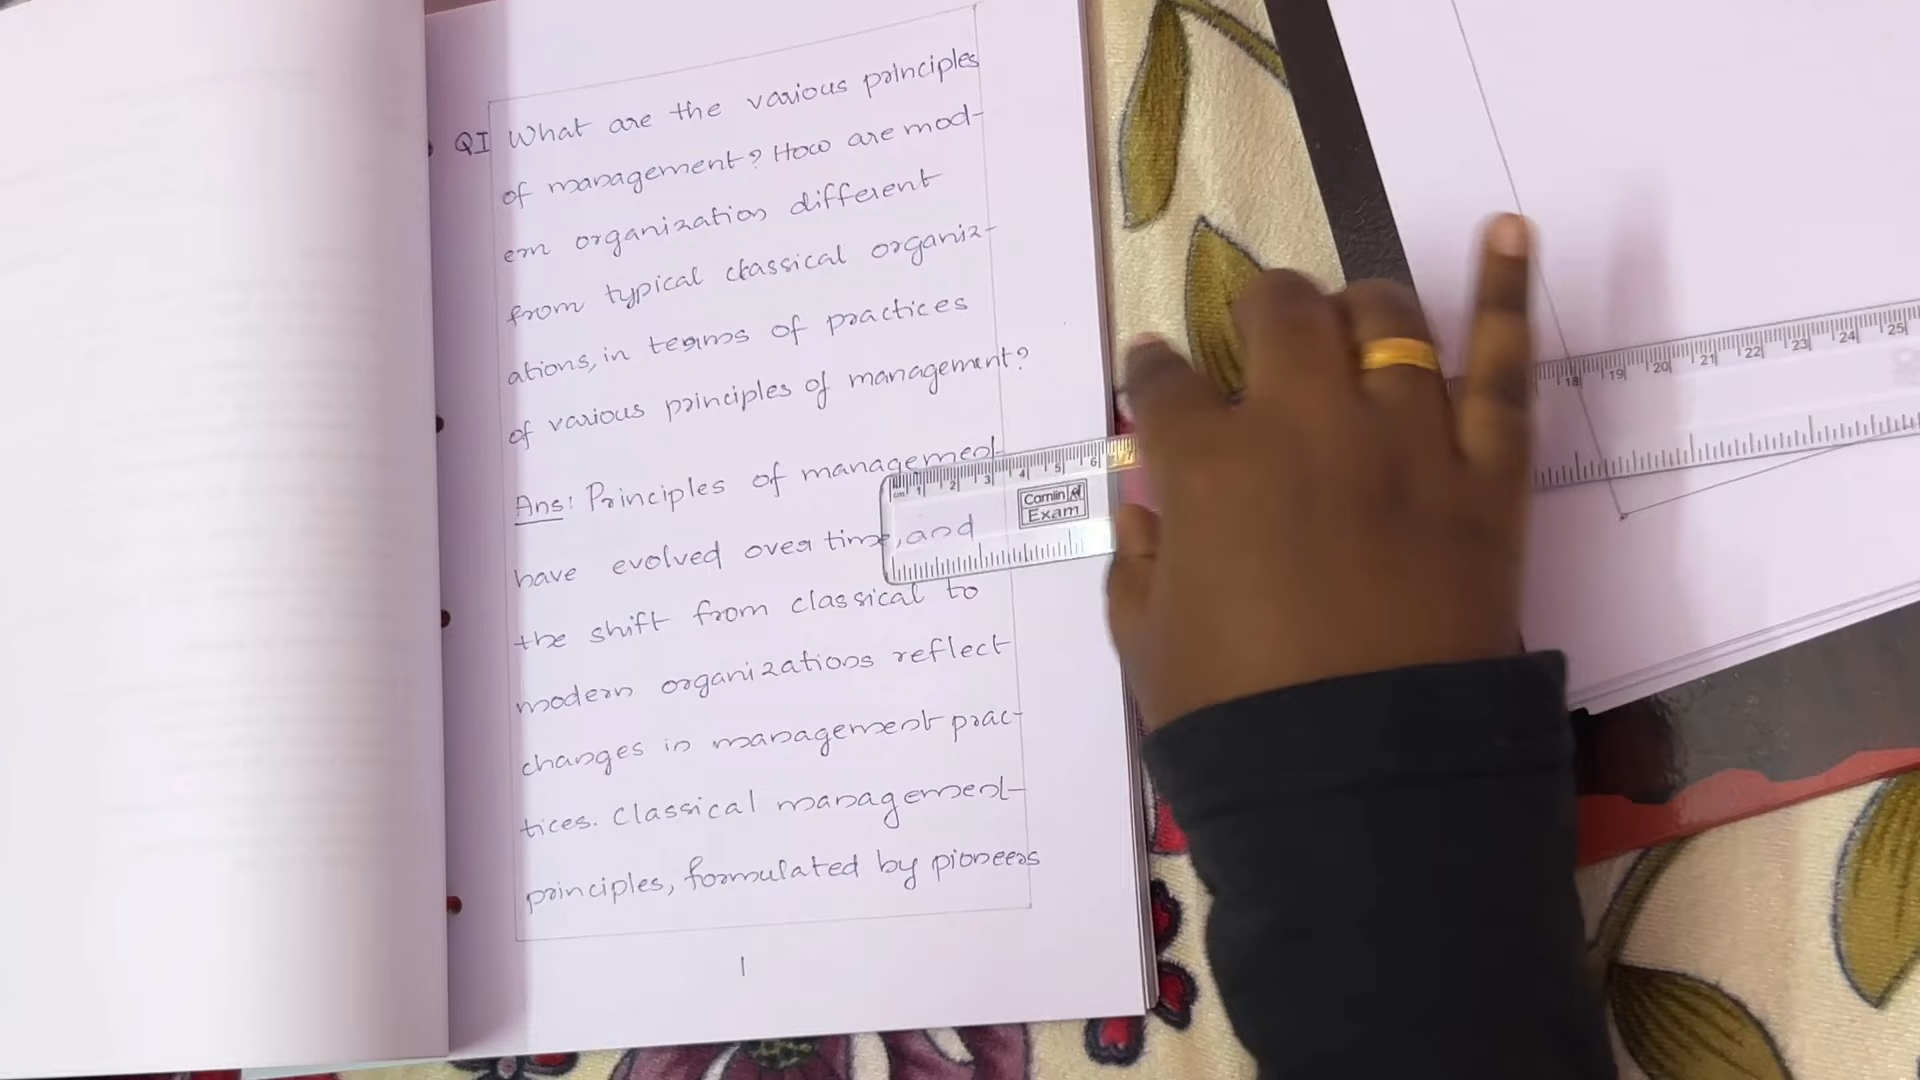 QI What are the various principles
of management? How are mod-
ern organization different
from typical classical organiz-
ations, in terms of practices
of various principles of management?
Ans: Principles of management
have evolved over time, and
the shift from classical to
modern organizations reflect
changes in management prac-
tices. Classical management
principles, formulated by pioneers
1
cm 1 2 3 4 5 6 7
Camlin
Exam
18 19 20 21 22 23 24 25